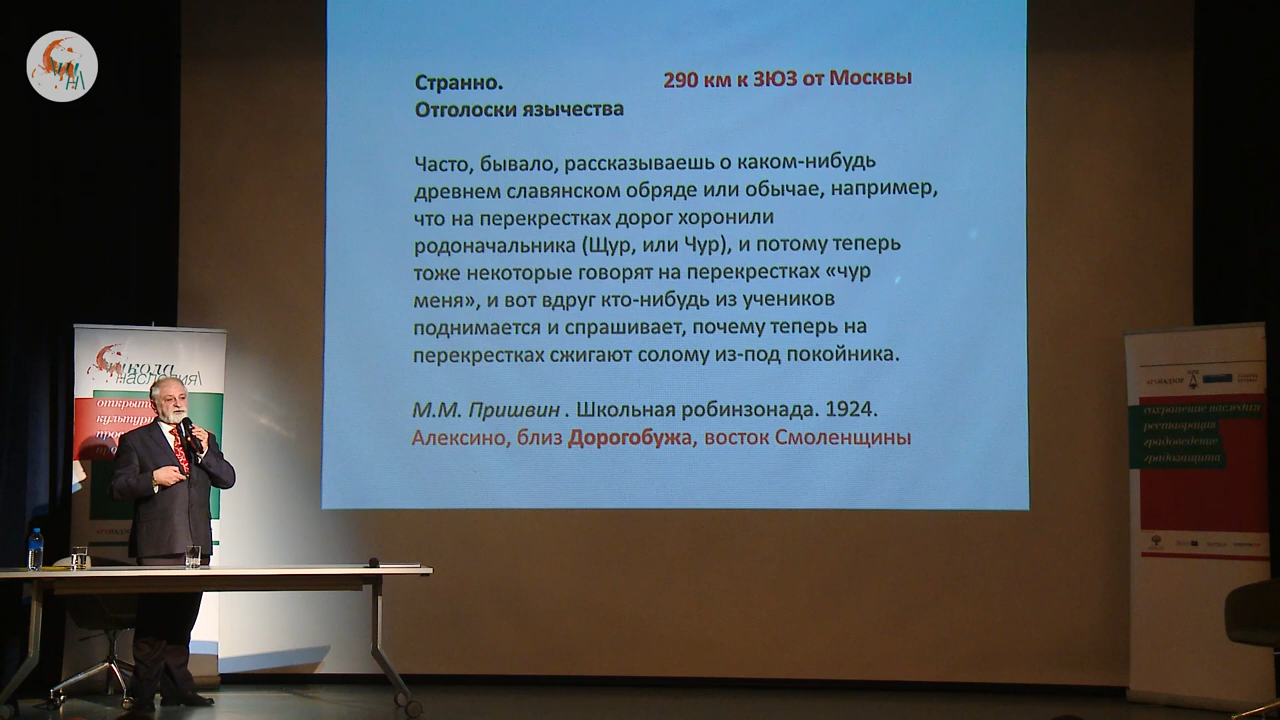 Странно.
290 км к ЗЮЗ от Москвы
Отголоски язычества
Часто, бывало, рассказываешь о каком-нибудь
древнем славянском обряде или обычае, например,
что на перекрестках дорог хоронили
родоначальника (Щур, или Чур), и потому теперь
тоже некоторые говорят на перекрестках «чур
меня», и вот вдруг кто-нибудь из учеников
поднимается и спрашивает, почему теперь на
перекрестках сжигают солому из-под покойника.
М.М. Пришвин . Школьная робинзонада. 1924.
Алексино, близ Дорогобужа, восток Смоленщины
школа
наследия\
сохранение наследия
реставрация
градоведение
градозащита